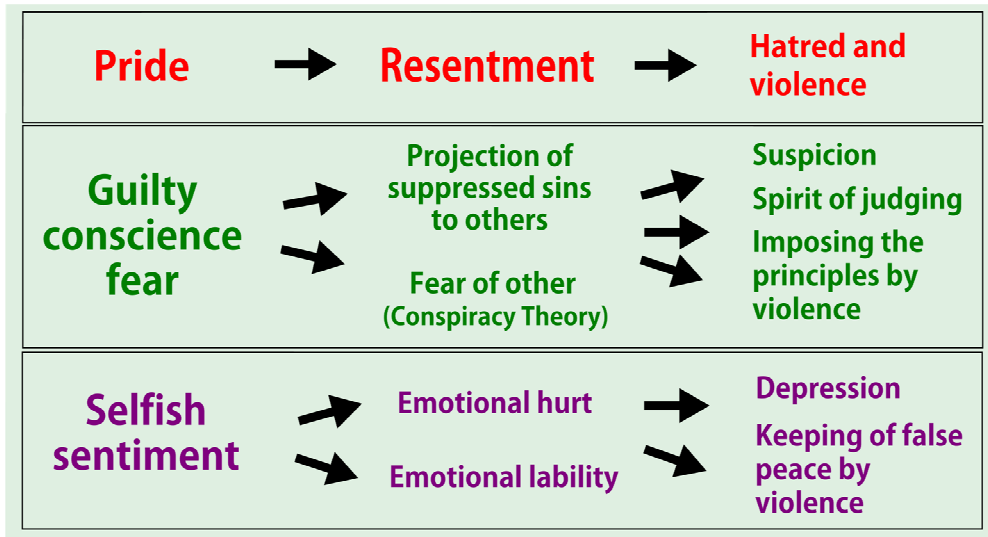 Pride
Resentment
Hatred and
violence
Guilty
conscience
fear
Projection of
suppressed sins
to others
Fear of other
(Conspiracy Theory)
Suspicion
Spirit of judging
Imposing the
principles by
violence
Selfish
sentiment
Emotional hurt
Emotional lability
Depression
Keeping of false
peace by
violence